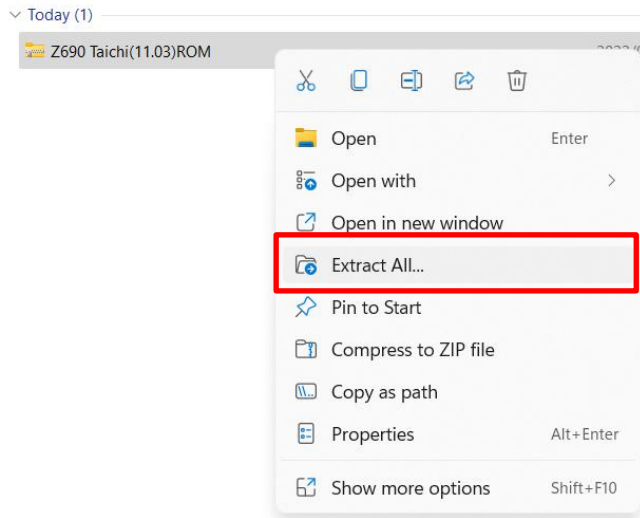 Today (1)
Z690 Taichi(11.03)ROM
Open Enter
Open with
Open in new window
Extract All...
Pin to Start
Compress to ZIP file
Copy as path
Properties Alt+Enter
Show more options Shift+F10